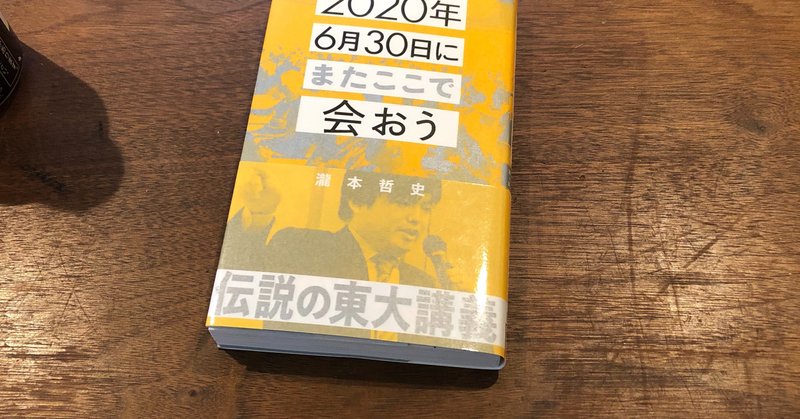 2020年
6月30日に
またここで
会おう
瀧本哲史
伝説の東大講義